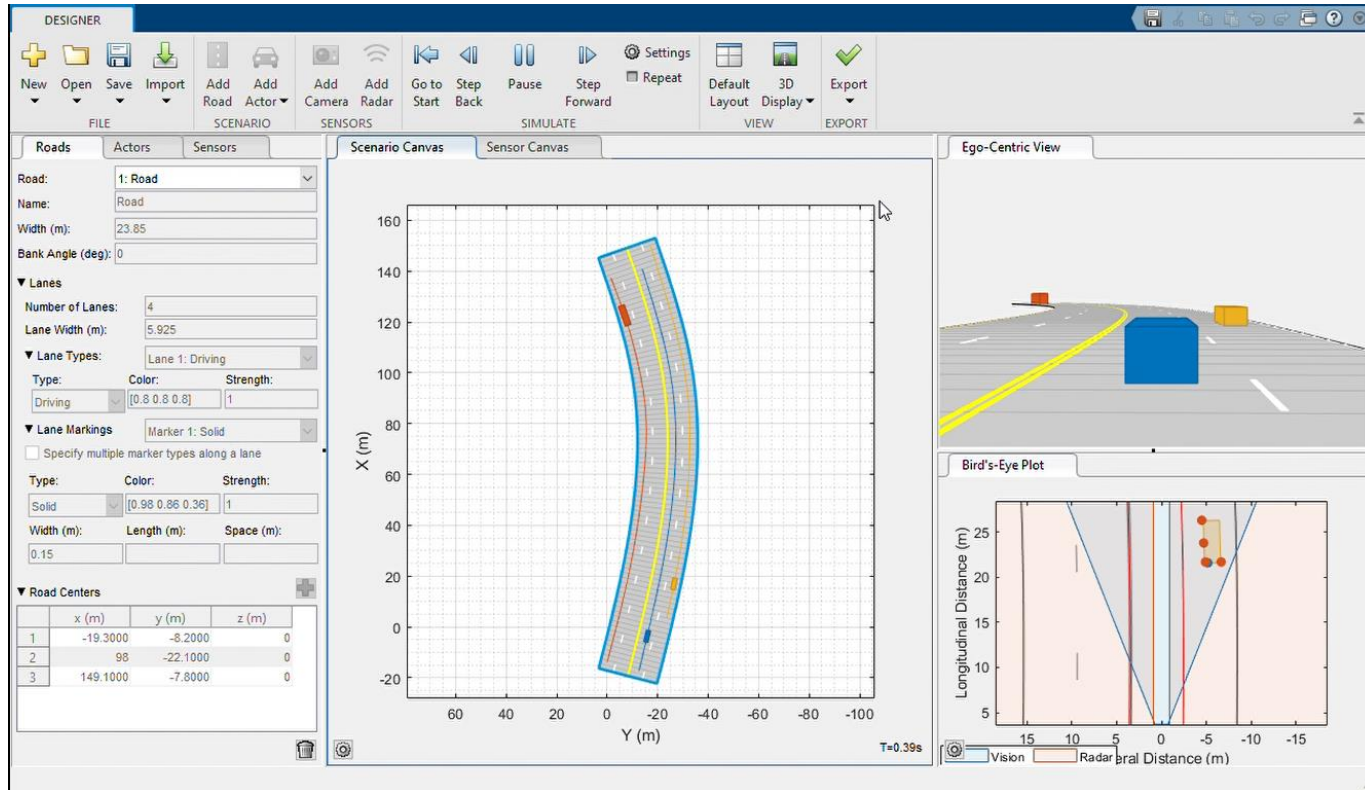 DESIGNER
New Open Save Import Add Road Add Actor Add Camera Add Radar Go to Start Step Back Pause Step Forward Settings Repeat Default Layout 3D Display Export
FILE SCENARIO SENSORS SIMULATE VIEW EXPORT
Roads Actors Sensors
Road: 1: Road
Name: Road
Width (m): 23.85
Bank Angle (deg): 0
Lanes
Number of Lanes: 4
Lane Width (m): 5.925
Lane Types: Lane 1: Driving
Type: Color: Strength:
Driving [0.8 0.8 0.8] 1
Lane Markings Marker 1: Solid
Specify multiple marker types along a lane
Type: Color: Strength:
Solid [0.98 0.86 0.36] 1
Width (m): Length (m): Space (m):
0.15
Road Centers
x (m) y (m) z (m)
1 -19.3000 -8.2000 0
2 98 -22.1000 0
3 149.1000 -7.8000 0
Scenario Canvas Sensor Canvas
160
140
120
100
80
60
40
20
0
-20
X (m)
60 40 20 0 -20 -40 -60 -80 -100
Y (m)
T=0.39s
Ego-Centric View
Bird's-Eye Plot
25
20
15
10
5
Longitudinal Distance (m)
15 10 5 0 -5 -10 -15
Vision Radar eral Distance (m)